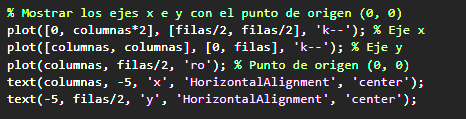 % Mostrar los ejes x e y con el punto de origen (0, 0)
plot([0, columnas*2], [filas/2, filas/2], 'k--'); % Eje x
plot([columnas, columnas], [0, filas], 'k--'); % Eje y
plot(columnas, filas/2, 'ro'); % Punto de origen (0, 0)
text(columnas, -5, 'x', 'HorizontalAlignment', 'center');
text(-5, filas/2, 'y', 'HorizontalAlignment', 'center');